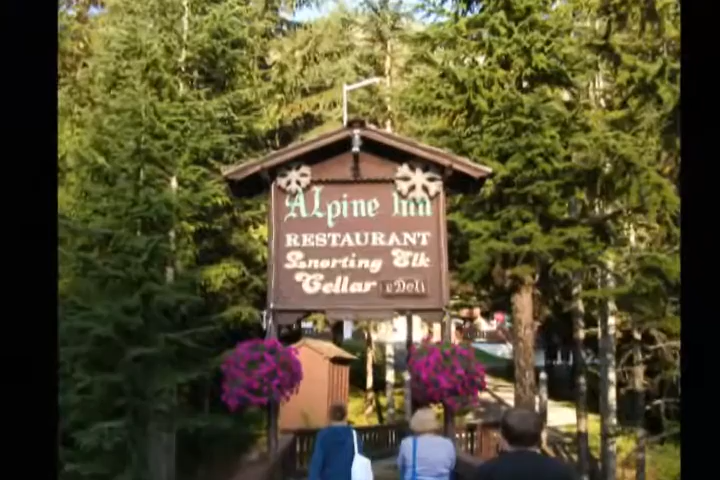 Alpine Inn
RESTAURANT
Snorting Elk
Cellar & Deli